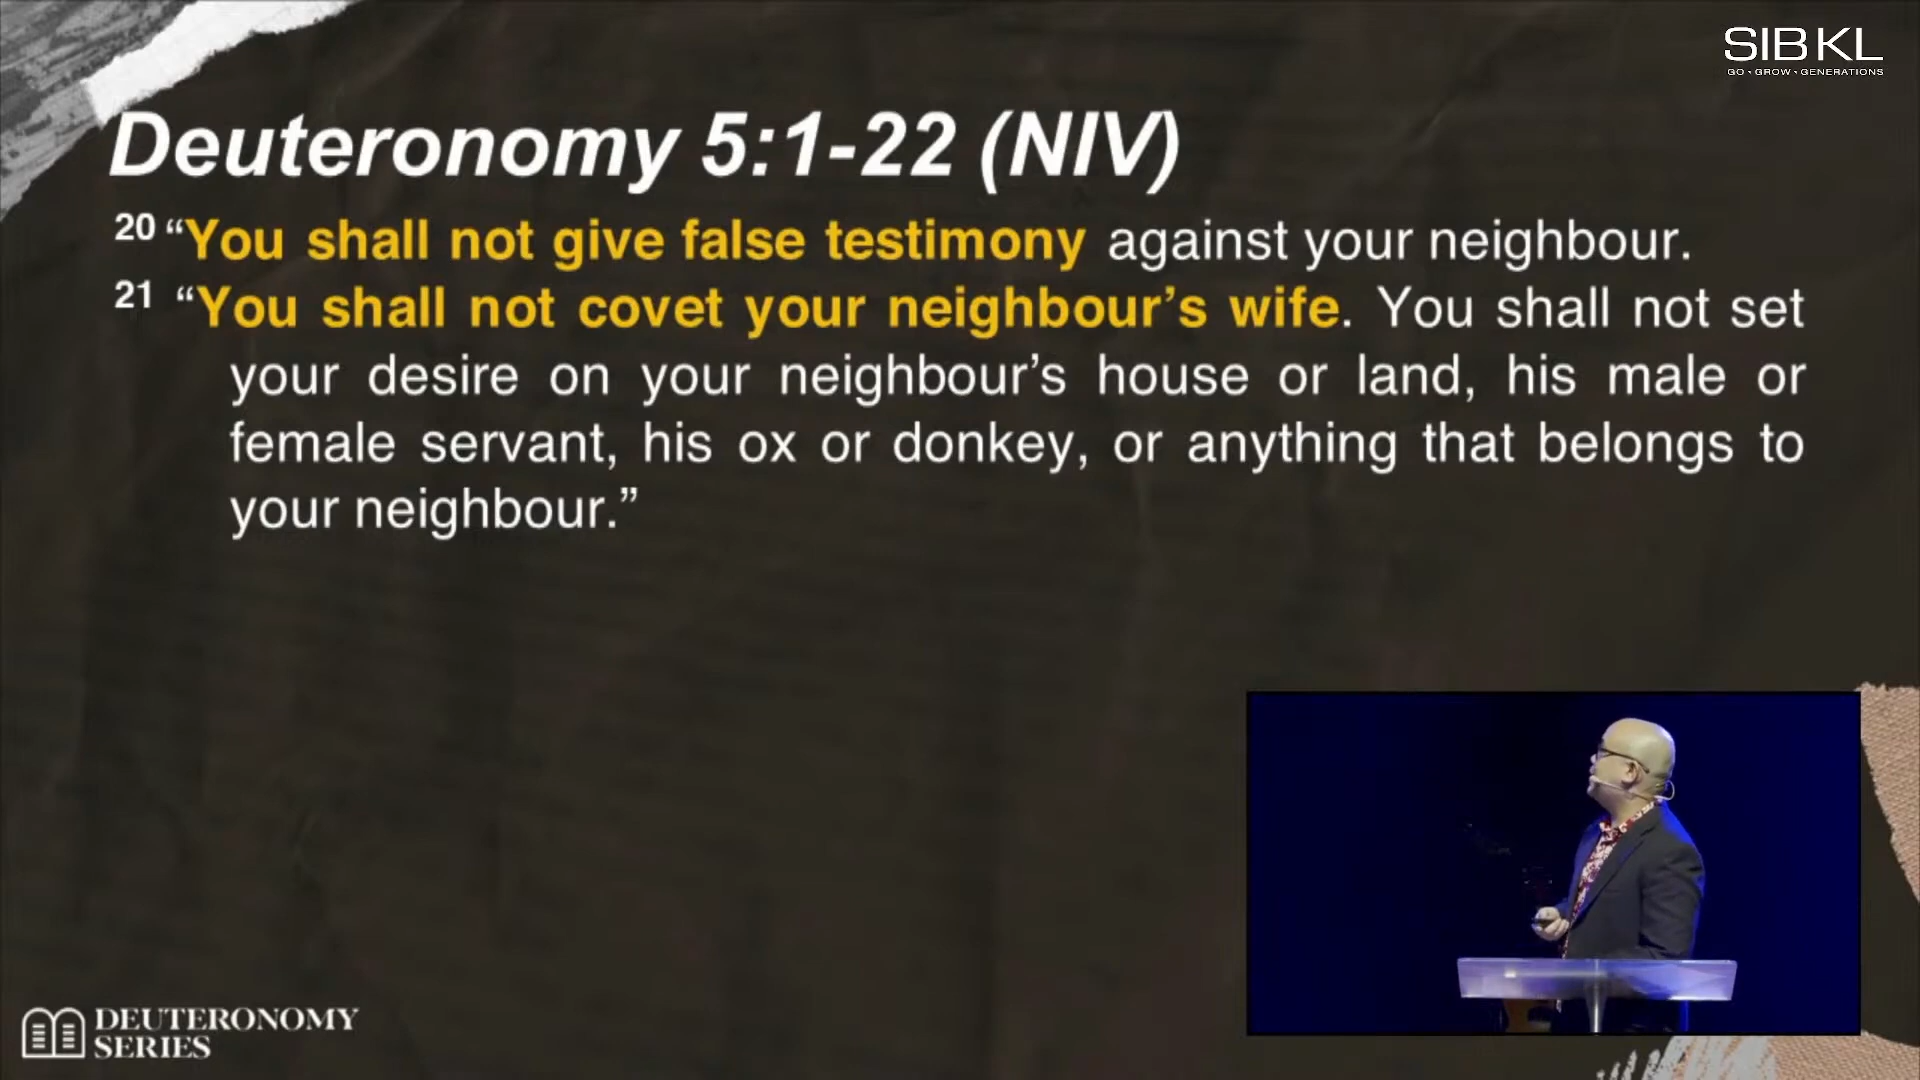 SIBKL
GO • GROW • GENERATIONS
Deuteronomy 5:1-22 (NIV)
20 “You shall not give false testimony against your neighbour.
21 “You shall not covet your neighbour’s wife. You shall not set
your desire on your neighbour’s house or land, his male or
female servant, his ox or donkey, or anything that belongs to
your neighbour.”
DEUTERONOMY
SERIES